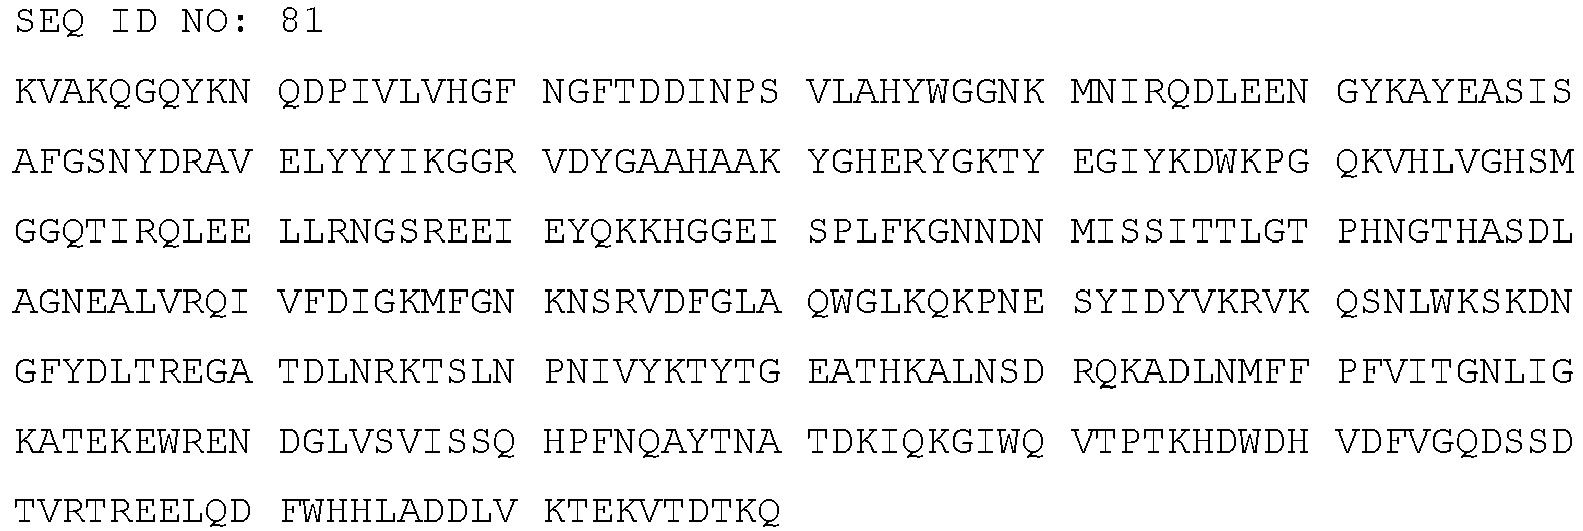 SEQ ID NO: 81
KVAKQGQYKN QDPIVLVHGF NGFTDDINPS VLAHYWGGNK MNIRQDLEEN GYKAYEASIS
AFGSNYDRAV ELYYYIKGGR VDYGAAHAAK YGHERYGKTY EGIYKDWKPG QKVHLVGHSM
GGQTIRQLEE LLRNGSREEI EYQKKHGGEI SPLFKGNNDN MISSITTLGT PHNGTHASDL
AGNEALVRQI VFDIGKMFGN KNSRVDFGLA QWGLKQKPNE SYIDYVKRVK QSNLWKSKDN
GFYDLTREGA TDLNRKTSLN PNIVYKTYTG EATHKALNSD RQKADLNMFF PFVITGNLIG
KATEKEWREN DGLVSVISSQ HPFNQAYTNA TDKIQKGIWQ VTPTKHDWDH VDFVGQDSSD
TVRTREELQD FWHHLADDLV KTEKVTDTKQ